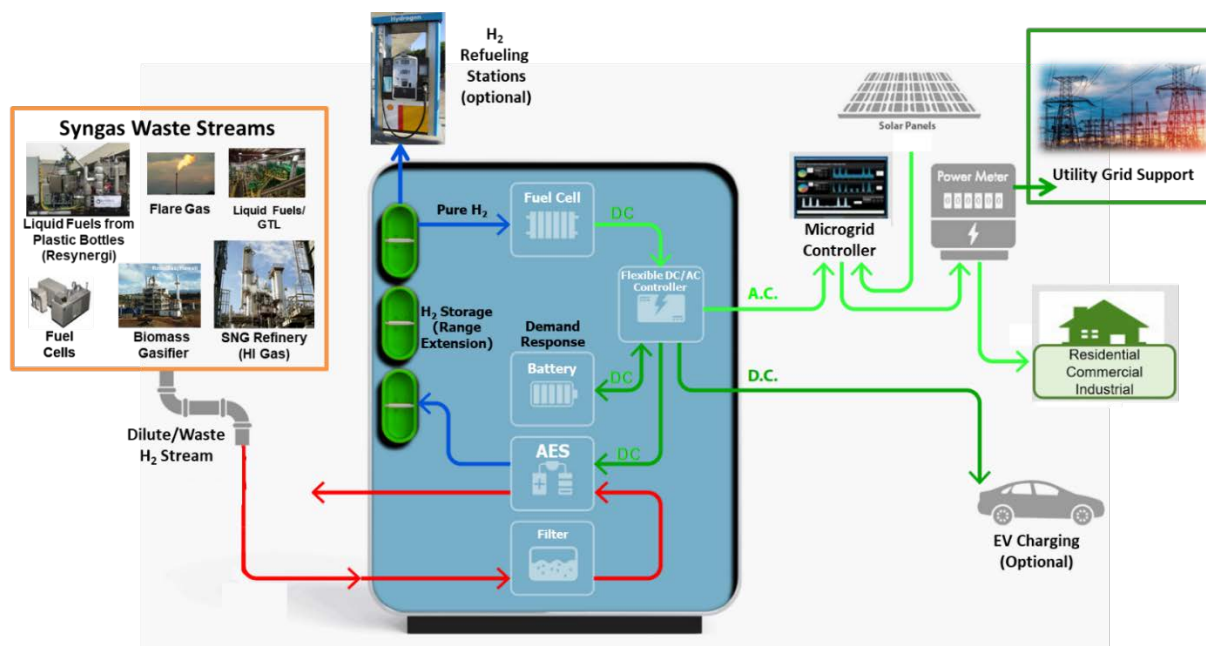 Hydrogen
H₂
Refueling
Stations
(optional)
Solar Panels
Syngas Waste Streams
Liquid Fuels from
Plastic Bottles
(Resynergi)
Flare Gas
Liquid Fuels/
GTL
Fuel
Cells
Biomass
Gasifier
SNG Refinery
(HI Gas)
Dilute/Waste
H₂ Stream
Pure H₂
Fuel Cell
DC
Flexible DC/AC
Controller
H₂ Storage
(Range
Extension)
Demand
Response
Battery
DC
AES
DC
Filter
A.C.
D.C.
Microgrid
Controller
Power Meter
000000
Utility Grid Support
Residential
Commercial
Industrial
EV Charging
(Optional)